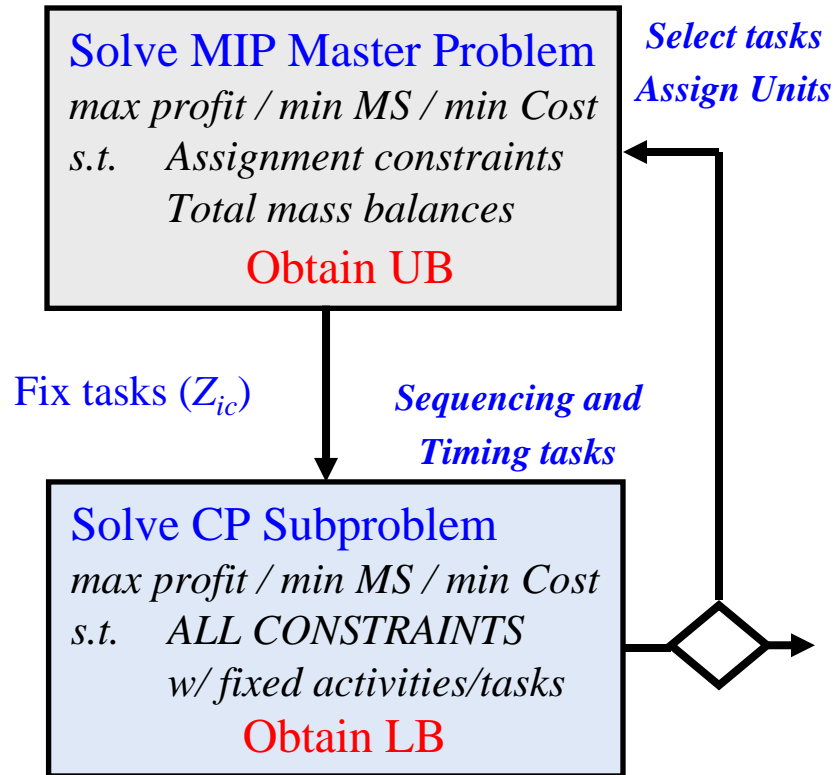 Solve MIP Master Problem
max profit / min MS / min Cost
s.t. Assignment constraints
Total mass balances
Obtain UB
Select tasks
Assign Units
Fix tasks (Z_ic)
Sequencing and
Timing tasks
Solve CP Subproblem
max profit / min MS / min Cost
s.t. ALL CONSTRAINTS
w/ fixed activities/tasks
Obtain LB